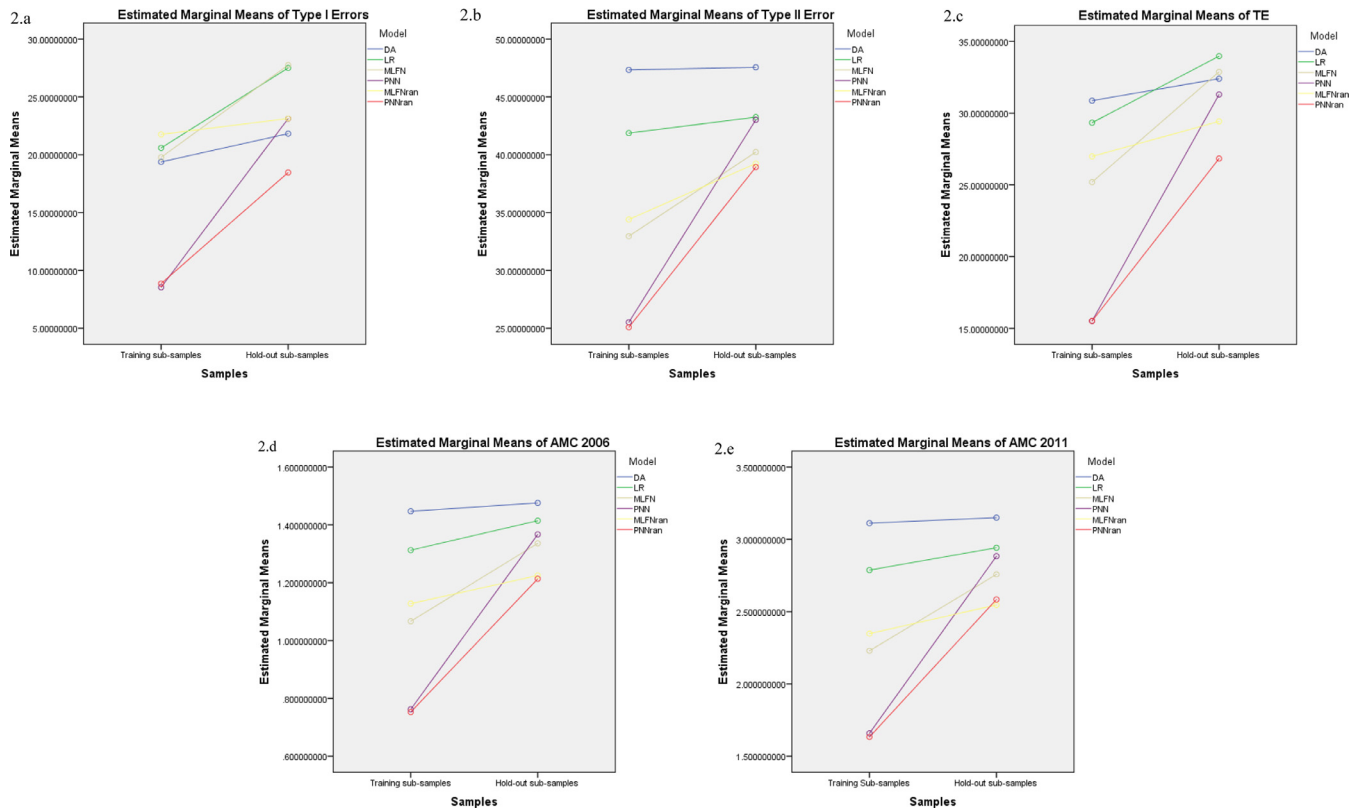 2.a
Estimated Marginal Means of Type I Errors
Estimated Marginal Means
30.00000000
25.00000000
20.00000000
15.00000000
10.00000000
5.00000000
Training sub-samples Hold-out sub-samples
Samples
Model
DA
LR
MLFN
PNN
MLFNran
PNNran
2.b
Estimated Marginal Means of Type II Error
Estimated Marginal Means
50.00000000
45.00000000
40.00000000
35.00000000
30.00000000
25.00000000
Training sub-samples Hold-out sub-samples
Samples
Model
DA
LR
MLFN
PNN
MLFNran
PNNran
2.c
Estimated Marginal Means of TE
Estimated Marginal Means
35.00000000
30.00000000
25.00000000
20.00000000
15.00000000
Training sub-samples Hold-out sub-samples
Samples
Model
DA
LR
MLFN
PNN
MLFNran
PNNran
2.d
Estimated Marginal Means of AMC 2006
Estimated Marginal Means
1.600000000
1.400000000
1.200000000
1.000000000
.800000000
.600000000
Training sub-samples Hold-out sub-samples
Samples
Model
DA
LR
MLFN
PNN
MLFNran
PNNran
2.e
Estimated Marginal Means of AMC 2011
Estimated Marginal Means
3.500000000
3.000000000
2.500000000
2.000000000
1.500000000
Training Sub-samples Hold-out sub-samples
Samples
Model
DA
LR
MLFN
PNN
MLFNran
PNNran